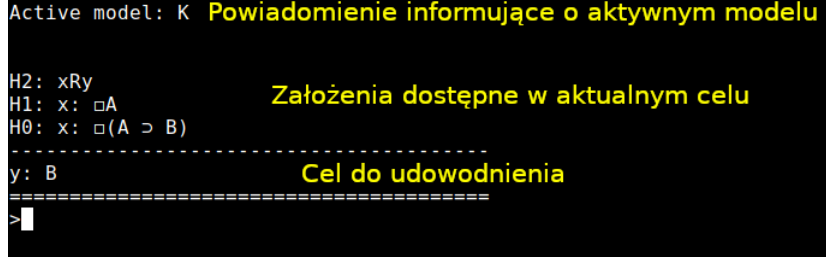 Active model: K Powiadomienie informujące o aktywnym modelu
H2: xRy
H1: x: □A
Założenia dostępne w aktualnym celu
H0: x: □(A ⊃ B)
----------------------------------------
y: B Cel do udowodnienia
========================================
>